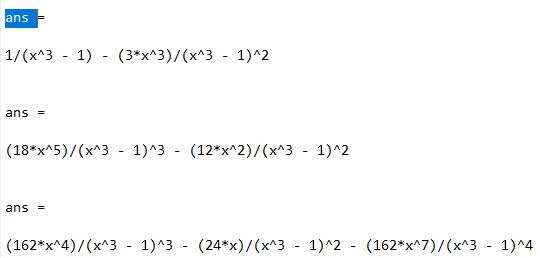 ans =
1/(x^3 - 1) - (3*x^3)/(x^3 - 1)^2
ans =
(18*x^5)/(x^3 - 1)^3 - (12*x^2)/(x^3 - 1)^2
ans =
(162*x^4)/(x^3 - 1)^3 - (24*x)/(x^3 - 1)^2 - (162*x^7)/(x^3 - 1)^4